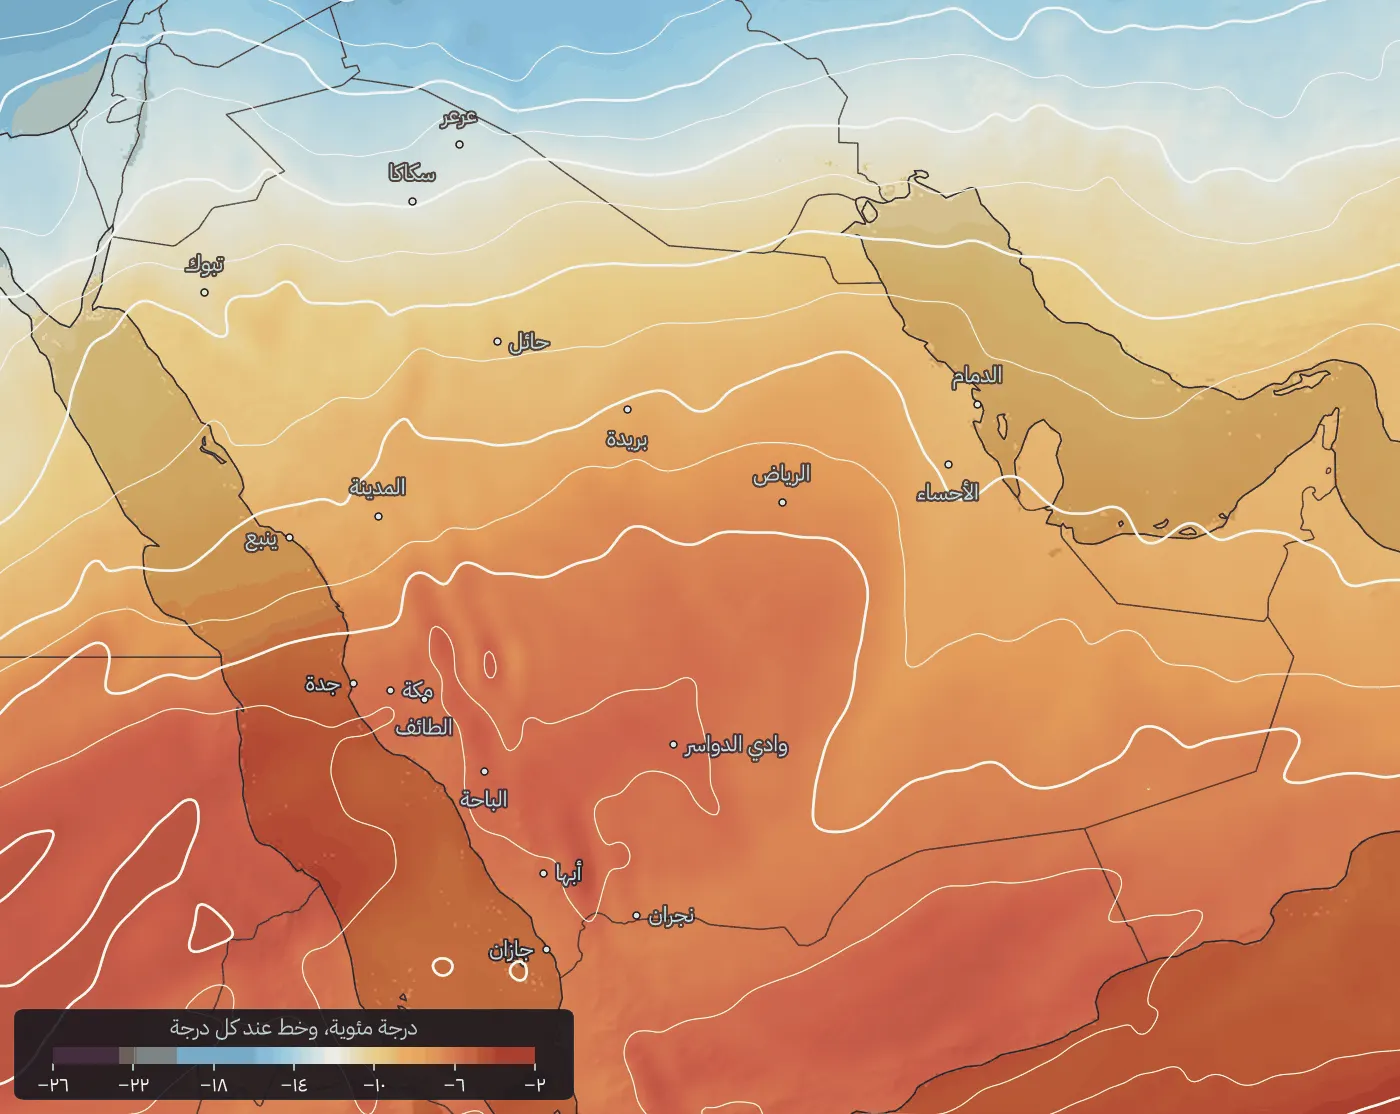 عرعر
سكاكا
تبوك
حائل
الدمام
بريدة
الرياض
المدينة
الأحساء
ينبع
جدة
مكة
الطائف
وادي الدواسر
الباحة
أبها
نجران
جازان
درجة مئوية، وخط عند كل درجة
−٢٦ −٢٢ −١٨ −١٤ −١٠ −٦ −٢